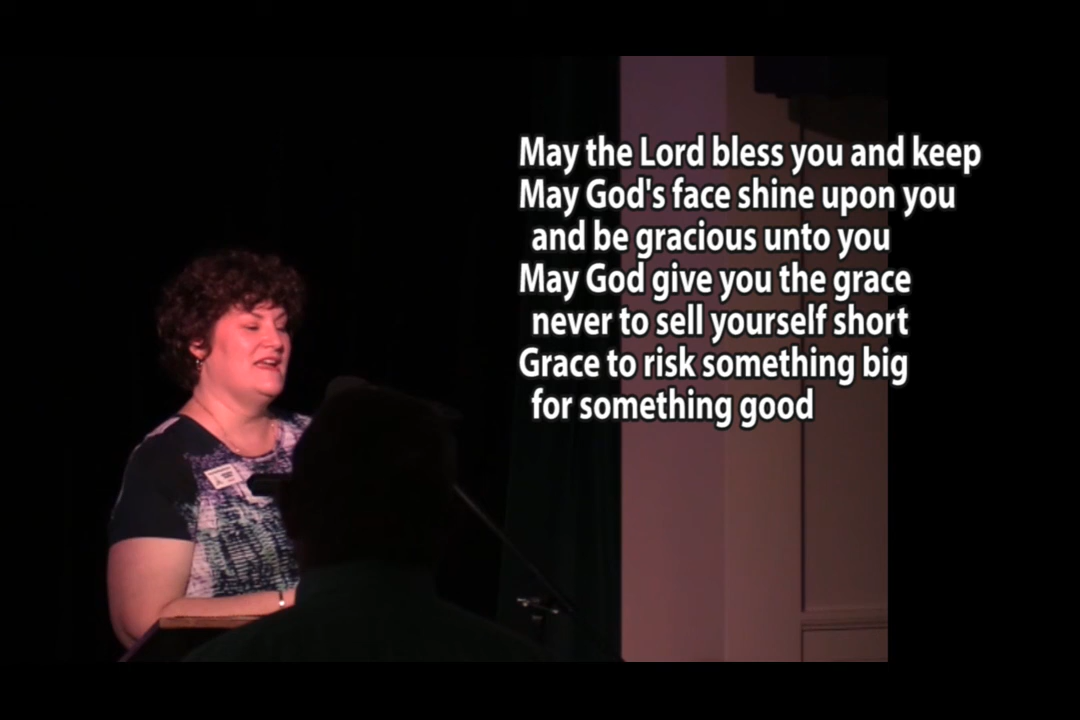 May the Lord bless you and keep
May God's face shine upon you
and be gracious unto you
May God give you the grace
never to sell yourself short
Grace to risk something big
for something good